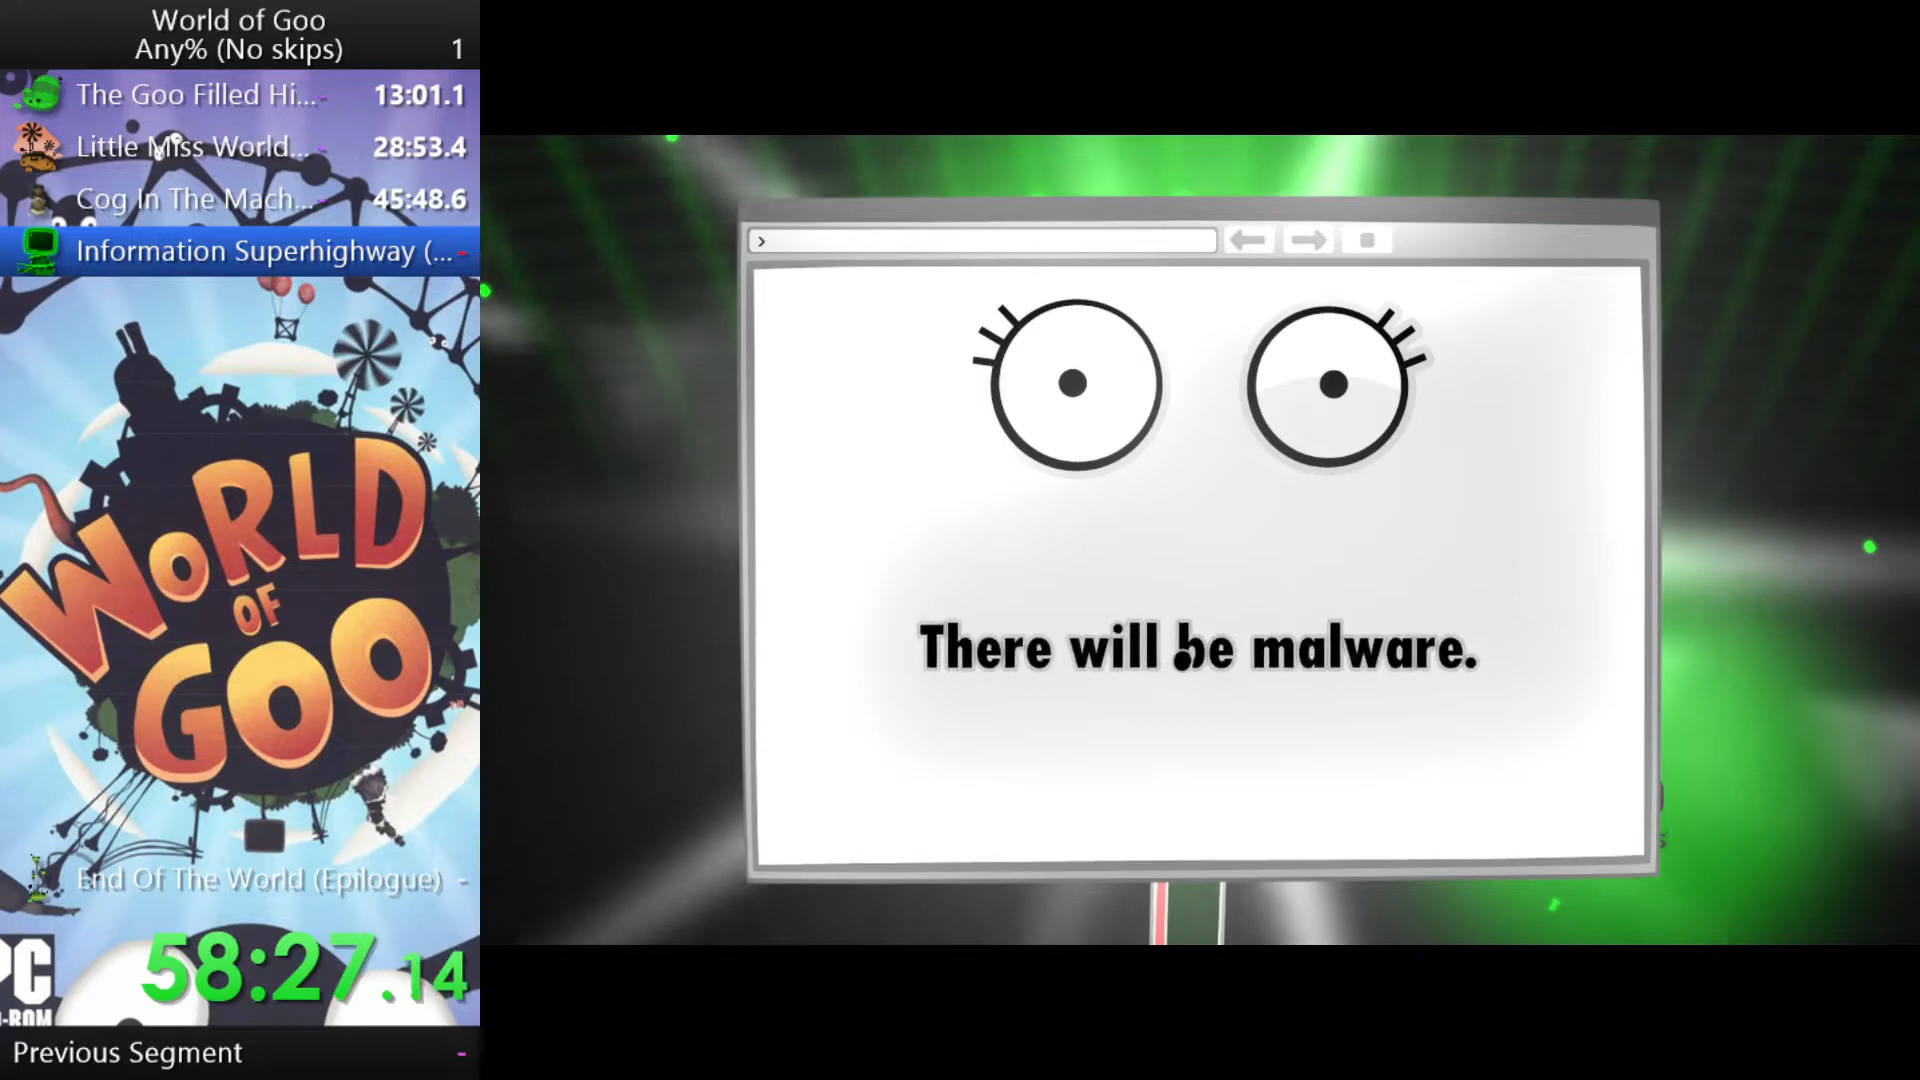 World of Goo
Any% (No skips) 1
The Goo Filled Hi... - 13:01.1
Little Miss World... - 28:53.4
Cog In The Mach... - 45:48.6
Information Superhighway (... -
WORLD
OF
GOO
TM
End Of The World (Epilogue) -
58:27.14
PC
-ROM
Previous Segment -
>
There will be malware.